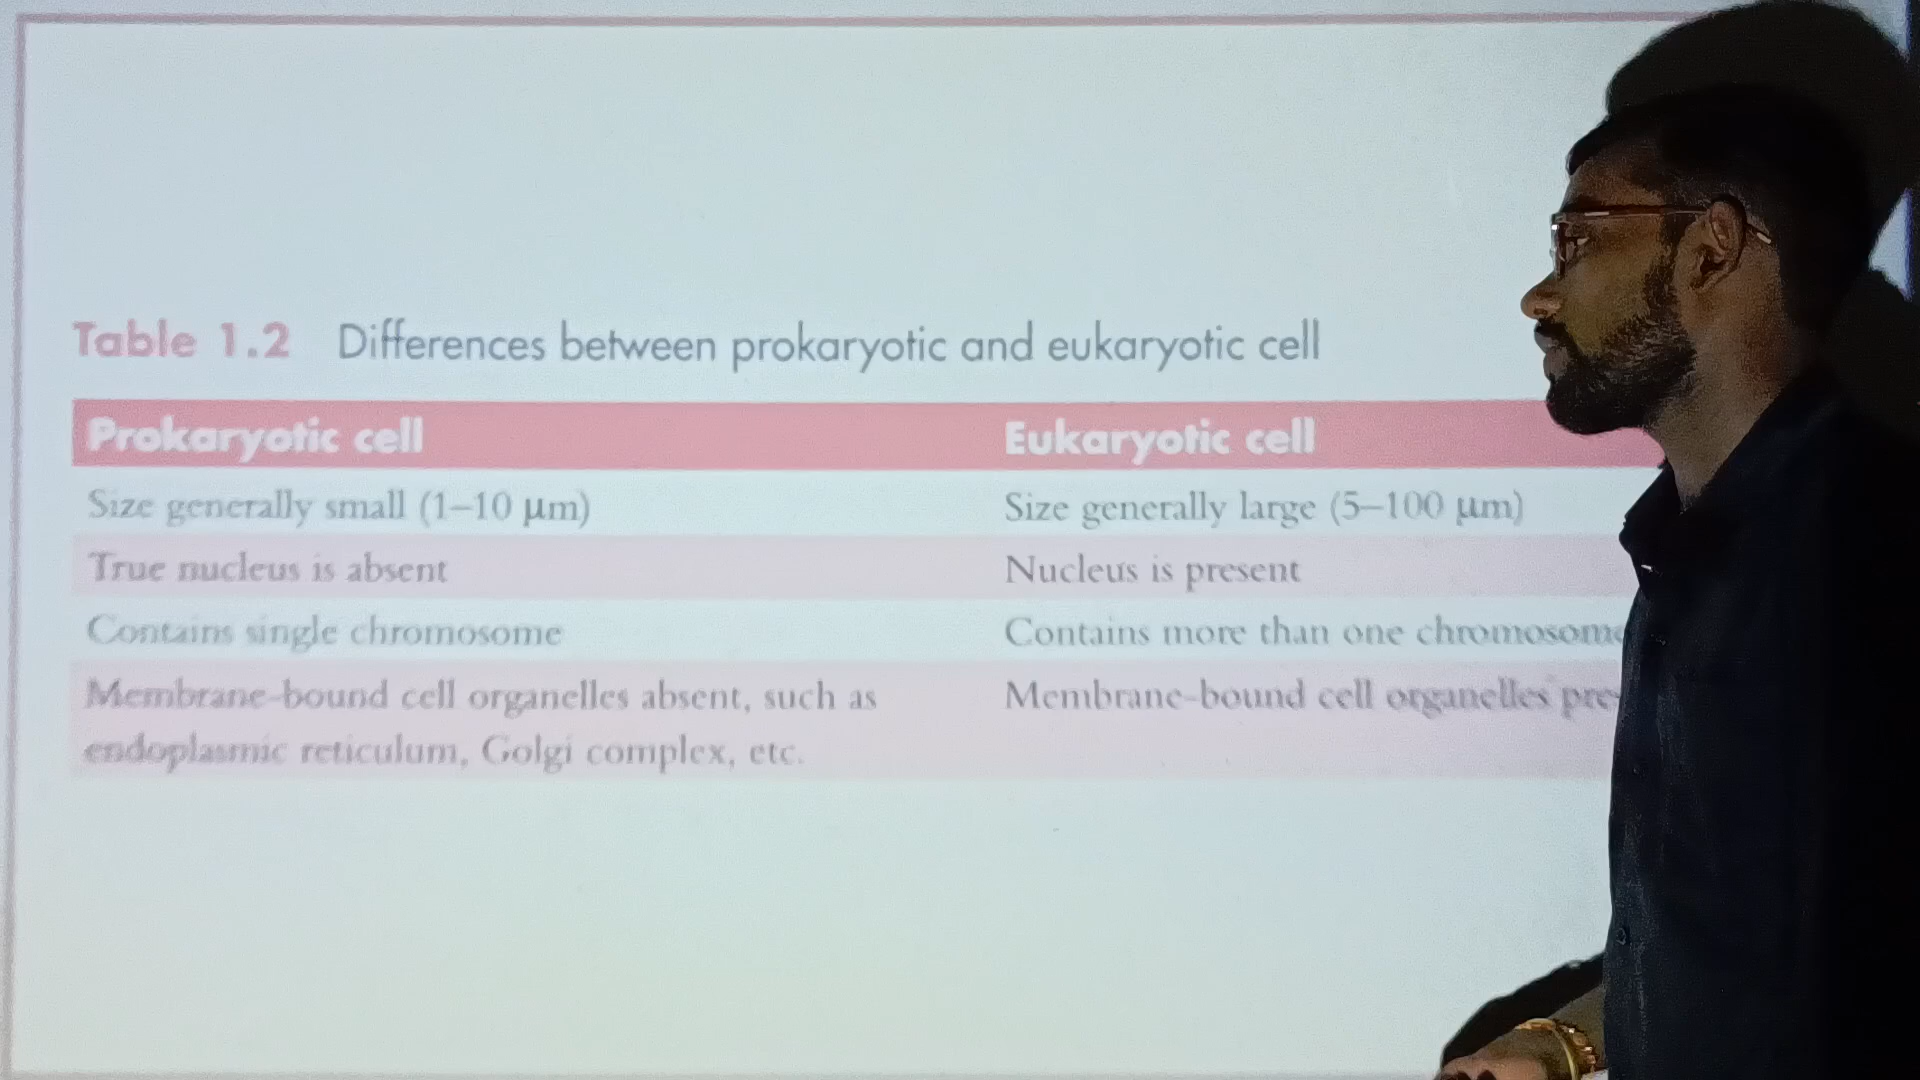 Table 1.2 Differences between prokaryotic and eukaryotic cell
Prokaryotic cell Eukaryotic cell
Size generally small (1–10 µm) Size generally large (5–100 µm)
True nucleus is absent Nucleus is present
Contains single chromosome Contains more than one chromosome
Membrane-bound cell organelles absent, such as Membrane-bound cell organelles
endoplasmic reticulum, Golgi complex, etc.